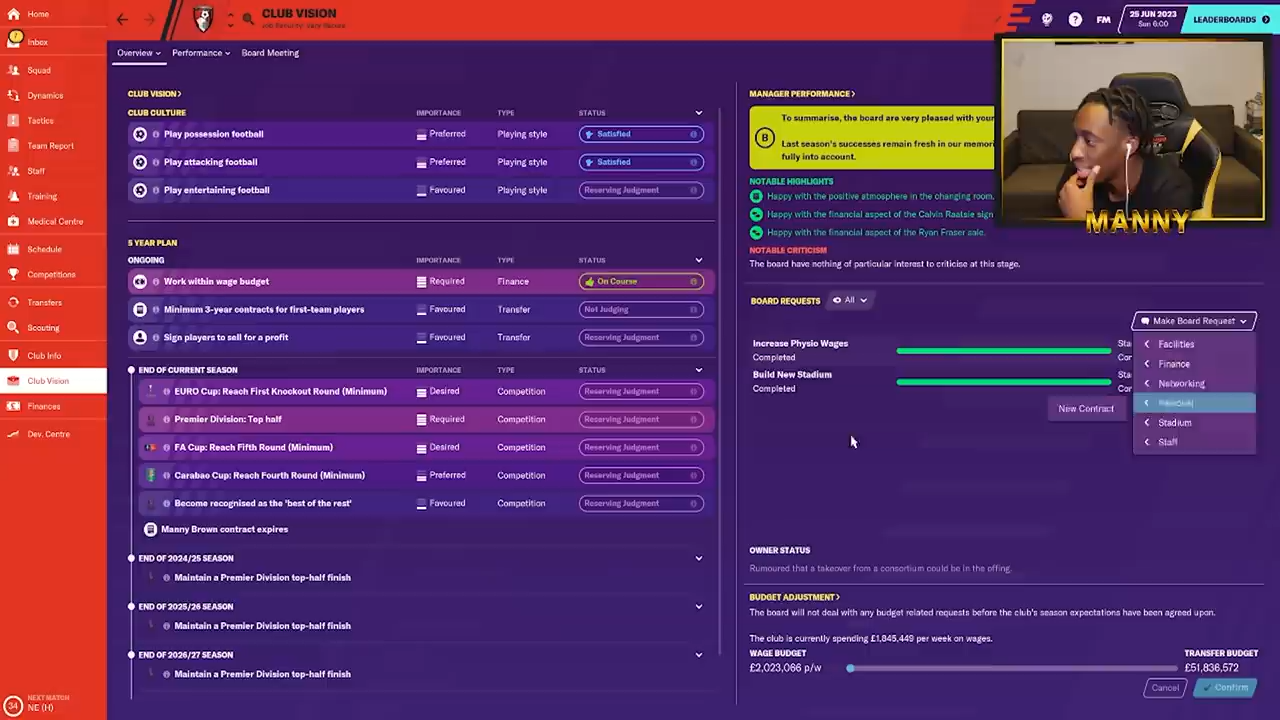 Home
CLUB VISION
25 JUN 2023
Sun 6:00
FM
LEADERBOARDS
7
Inbox
Squad
Dynamics
Tactics
Team Report
Staff
Training
Medical Centre
Schedule
Competitions
Transfers
Scouting
Club Info
Club Vision
Finances
Dev. Centre
34
NEXT MATCH
NE (H)
Overview
Performance
Board Meeting
CLUB VISION >
CLUB CULTURE IMPORTANCE TYPE STATUS
Play possession football Preferred Playing style Satisfied
Play attacking football Preferred Playing style Satisfied
Play entertaining football Favoured Playing style Reserving Judgment
5 YEAR PLAN
ONGOING IMPORTANCE TYPE STATUS
Work within wage budget Required Finance On Course
Minimum 3-year contracts for first-team players Favoured Transfer Not Judging
Sign players to sell for a profit Favoured Transfer Reserving Judgment
END OF CURRENT SEASON IMPORTANCE TYPE STATUS
EURO Cup: Reach First Knockout Round (Minimum) Desired Competition Reserving Judgment
Premier Division: Top half Required Competition Reserving Judgment
FA Cup: Reach Fifth Round (Minimum) Desired Competition Reserving Judgment
Carabao Cup: Reach Fourth Round (Minimum) Preferred Competition Reserving Judgment
Become recognised as the 'best of the rest' Favoured Competition Reserving Judgment
Manny Brown contract expires
END OF 2024/25 SEASON
Maintain a Premier Division top-half finish
END OF 2025/26 SEASON
Maintain a Premier Division top-half finish
END OF 2026/27 SEASON
Maintain a Premier Division top-half finish
MANAGER PERFORMANCE >
B
To summarise, the board are very pleased with your
Last season's successes remain fresh in our memori
fully into account.
MANNY
NOTABLE HIGHLIGHTS
Happy with the positive atmosphere in the changing room.
Happy with the financial aspect of the Calvin Raatsie sign
Happy with the financial aspect of the Ryan Fraser sale.
NOTABLE CRITICISM
The board have nothing of particular interest to criticise at this stage.
BOARD REQUESTS All
Make Board Request
Increase Physio Wages
Completed
Build New Stadium
Completed
New Contract
Facilities
Finance
Networking
Stadium
Staff
OWNER STATUS
Rumoured that a takeover from a consortium could be in the offing.
BUDGET ADJUSTMENT >
The board will not deal with any budget related requests before the club's season expectations have been agreed upon.
The club is currently spending £1,845,449 per week on wages.
WAGE BUDGET TRANSFER BUDGET
£2,023,066 p/w £51,836,572
Cancel Confirm